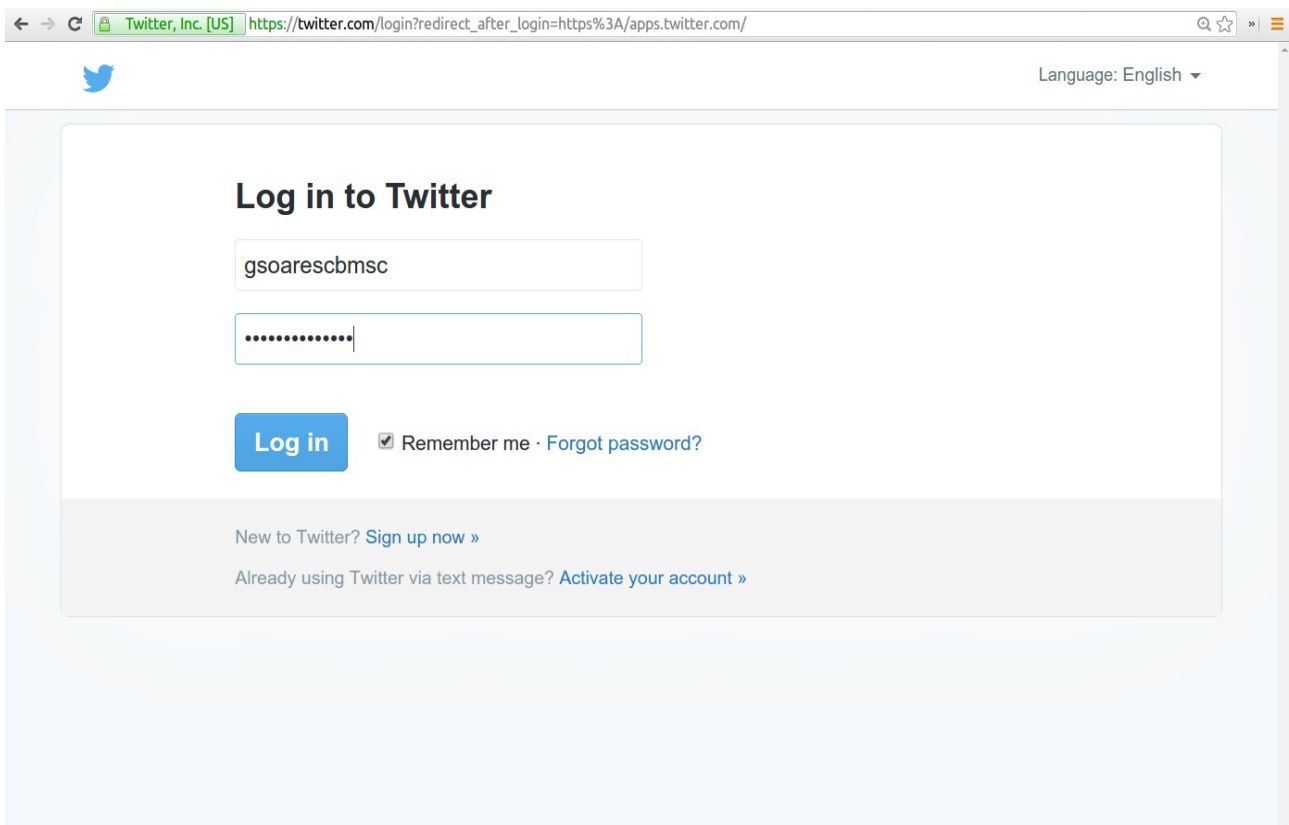 Twitter, Inc. [US] https://twitter.com/login?redirect_after_login=https%3A/apps.twitter.com/
Language: English
Log in to Twitter
gsoarescbmsc
••••••••••••••
Log in Remember me · Forgot password?
New to Twitter? Sign up now »
Already using Twitter via text message? Activate your account »